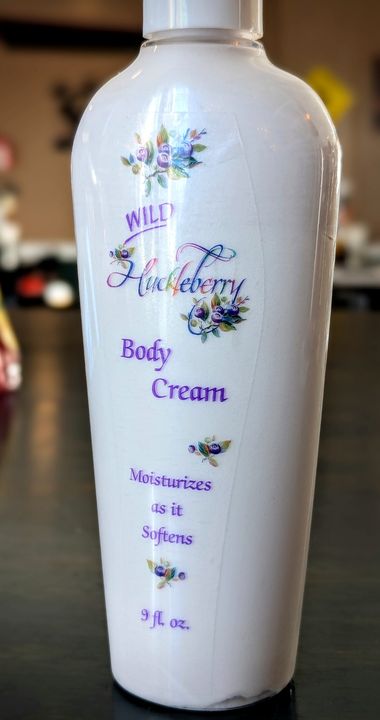 WILD
Huckleberry
Body
Cream
Moisturizes
as it
Softens
9 fl. oz.